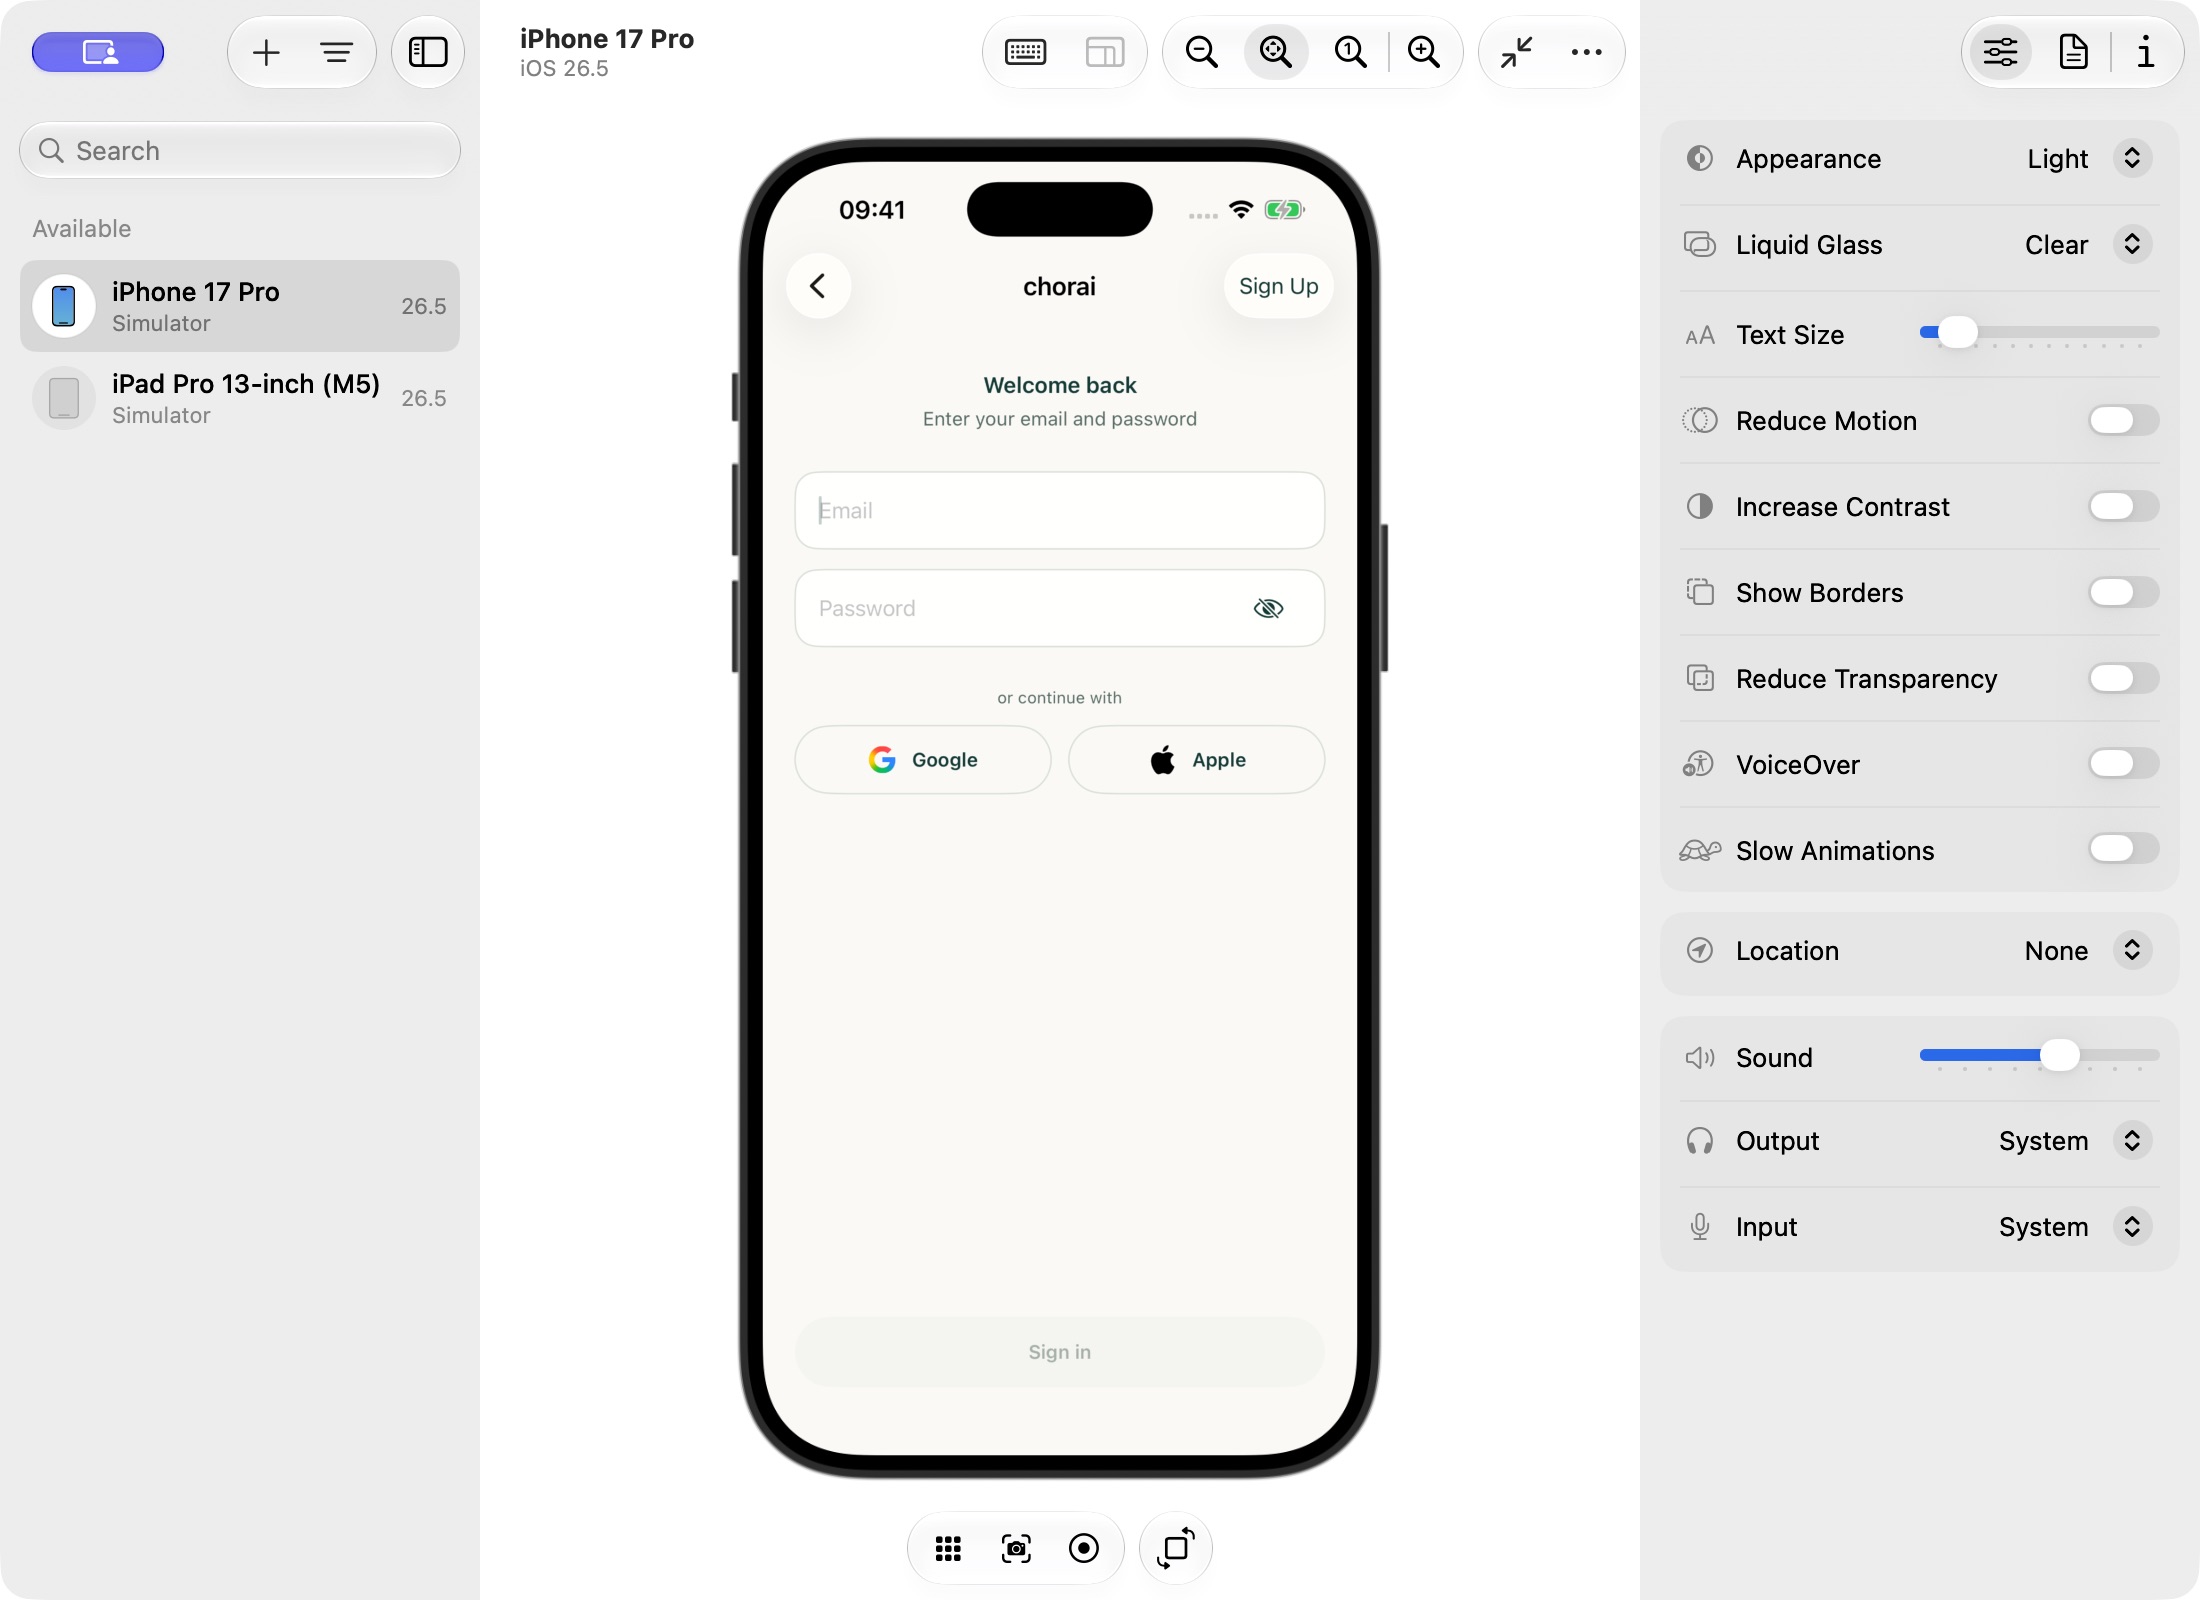 Search
Available
iPhone 17 Pro
Simulator
26.5
iPad Pro 13-inch (M5)
Simulator
26.5
iPhone 17 Pro
iOS 26.5
09:41
chorai
Sign Up
Welcome back
Enter your email and password
Email
Password
or continue with
Google
Apple
Sign in
Appearance
Light
Liquid Glass
Clear
Text Size
Reduce Motion
Increase Contrast
Show Borders
Reduce Transparency
VoiceOver
Slow Animations
Location
None
Sound
Output
System
Input
System